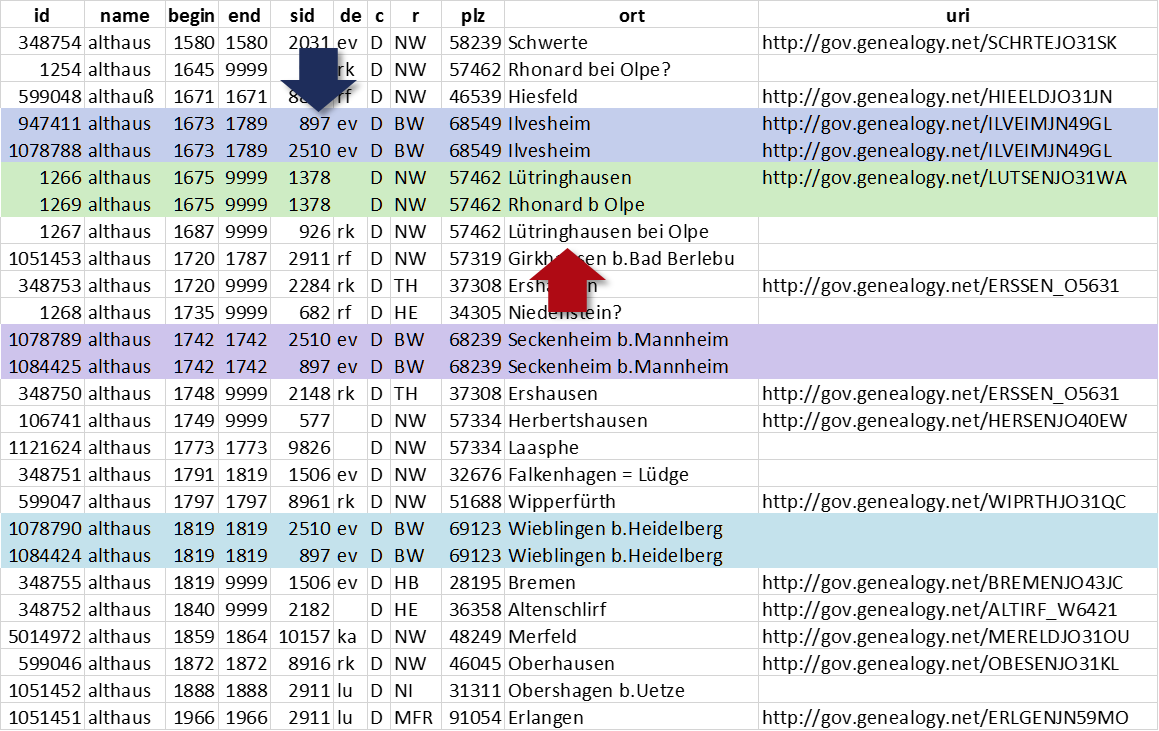 id name begin end sid de c r plz ort uri
348754 althaus 1580 1580 2031 ev D NW 58239 Schwerte http://gov.genealogy.net/SCHRTEJO31SK
1254 althaus 1645 9999 rk D NW 57462 Rhonard bei Olpe?
599048 althauß 1671 1671 rf D NW 46539 Hiesfeld http://gov.genealogy.net/HIEELDJO31JN
947411 althaus 1673 1789 897 ev D BW 68549 Ilvesheim http://gov.genealogy.net/ILVEIMJN49GL
1078788 althaus 1673 1789 2510 ev D BW 68549 Ilvesheim http://gov.genealogy.net/ILVEIMJN49GL
1266 althaus 1675 9999 1378 D NW 57462 Lütringhausen http://gov.genealogy.net/LUTSENJO31WA
1269 althaus 1675 9999 1378 D NW 57462 Rhonard b Olpe
1267 althaus 1687 9999 926 rk D NW 57462 Lütringhausen bei Olpe
1051453 althaus 1720 1787 2911 rf D NW 57319 Girkhausen b.Bad Berlebu
348753 althaus 1720 9999 2284 rk D TH 37308 Ershausen http://gov.genealogy.net/ERSSEN_O5631
1268 althaus 1735 9999 682 rf D HE 34305 Niedenstein?
1078789 althaus 1742 1742 2510 ev D BW 68239 Seckenheim b.Mannheim
1084425 althaus 1742 1742 897 ev D BW 68239 Seckenheim b.Mannheim
348750 althaus 1748 9999 2148 rk D TH 37308 Ershausen http://gov.genealogy.net/ERSSEN_O5631
106741 althaus 1749 9999 577 D NW 57334 Herbertshausen http://gov.genealogy.net/HERSENJO40EW
1121624 althaus 1773 1773 9826 D NW 57334 Laasphe
348751 althaus 1791 1819 1506 ev D NW 32676 Falkenhagen = Lüdge
599047 althaus 1797 1797 8961 rk D NW 51688 Wipperfürth http://gov.genealogy.net/WIPRTHJO31QC
1078790 althaus 1819 1819 2510 ev D BW 69123 Wieblingen b.Heidelberg
1084424 althaus 1819 1819 897 ev D BW 69123 Wieblingen b.Heidelberg
348755 althaus 1819 9999 1506 ev D HB 28195 Bremen http://gov.genealogy.net/BREMENJO43JC
348752 althaus 1840 9999 2182 D HE 36358 Altenschlirf http://gov.genealogy.net/ALTIRF_W6421
5014972 althaus 1859 1864 10157 ka D NW 48249 Merfeld http://gov.genealogy.net/MERELDJO31OU
599046 althaus 1872 1872 8916 rk D NW 46045 Oberhausen http://gov.genealogy.net/OBESENJO31KL
1051452 althaus 1888 1888 2911 lu D NI 31311 Obershagen b.Uetze
1051451 althaus 1966 1966 2911 lu D MFR 91054 Erlangen http://gov.genealogy.net/ERLGENJN59MO